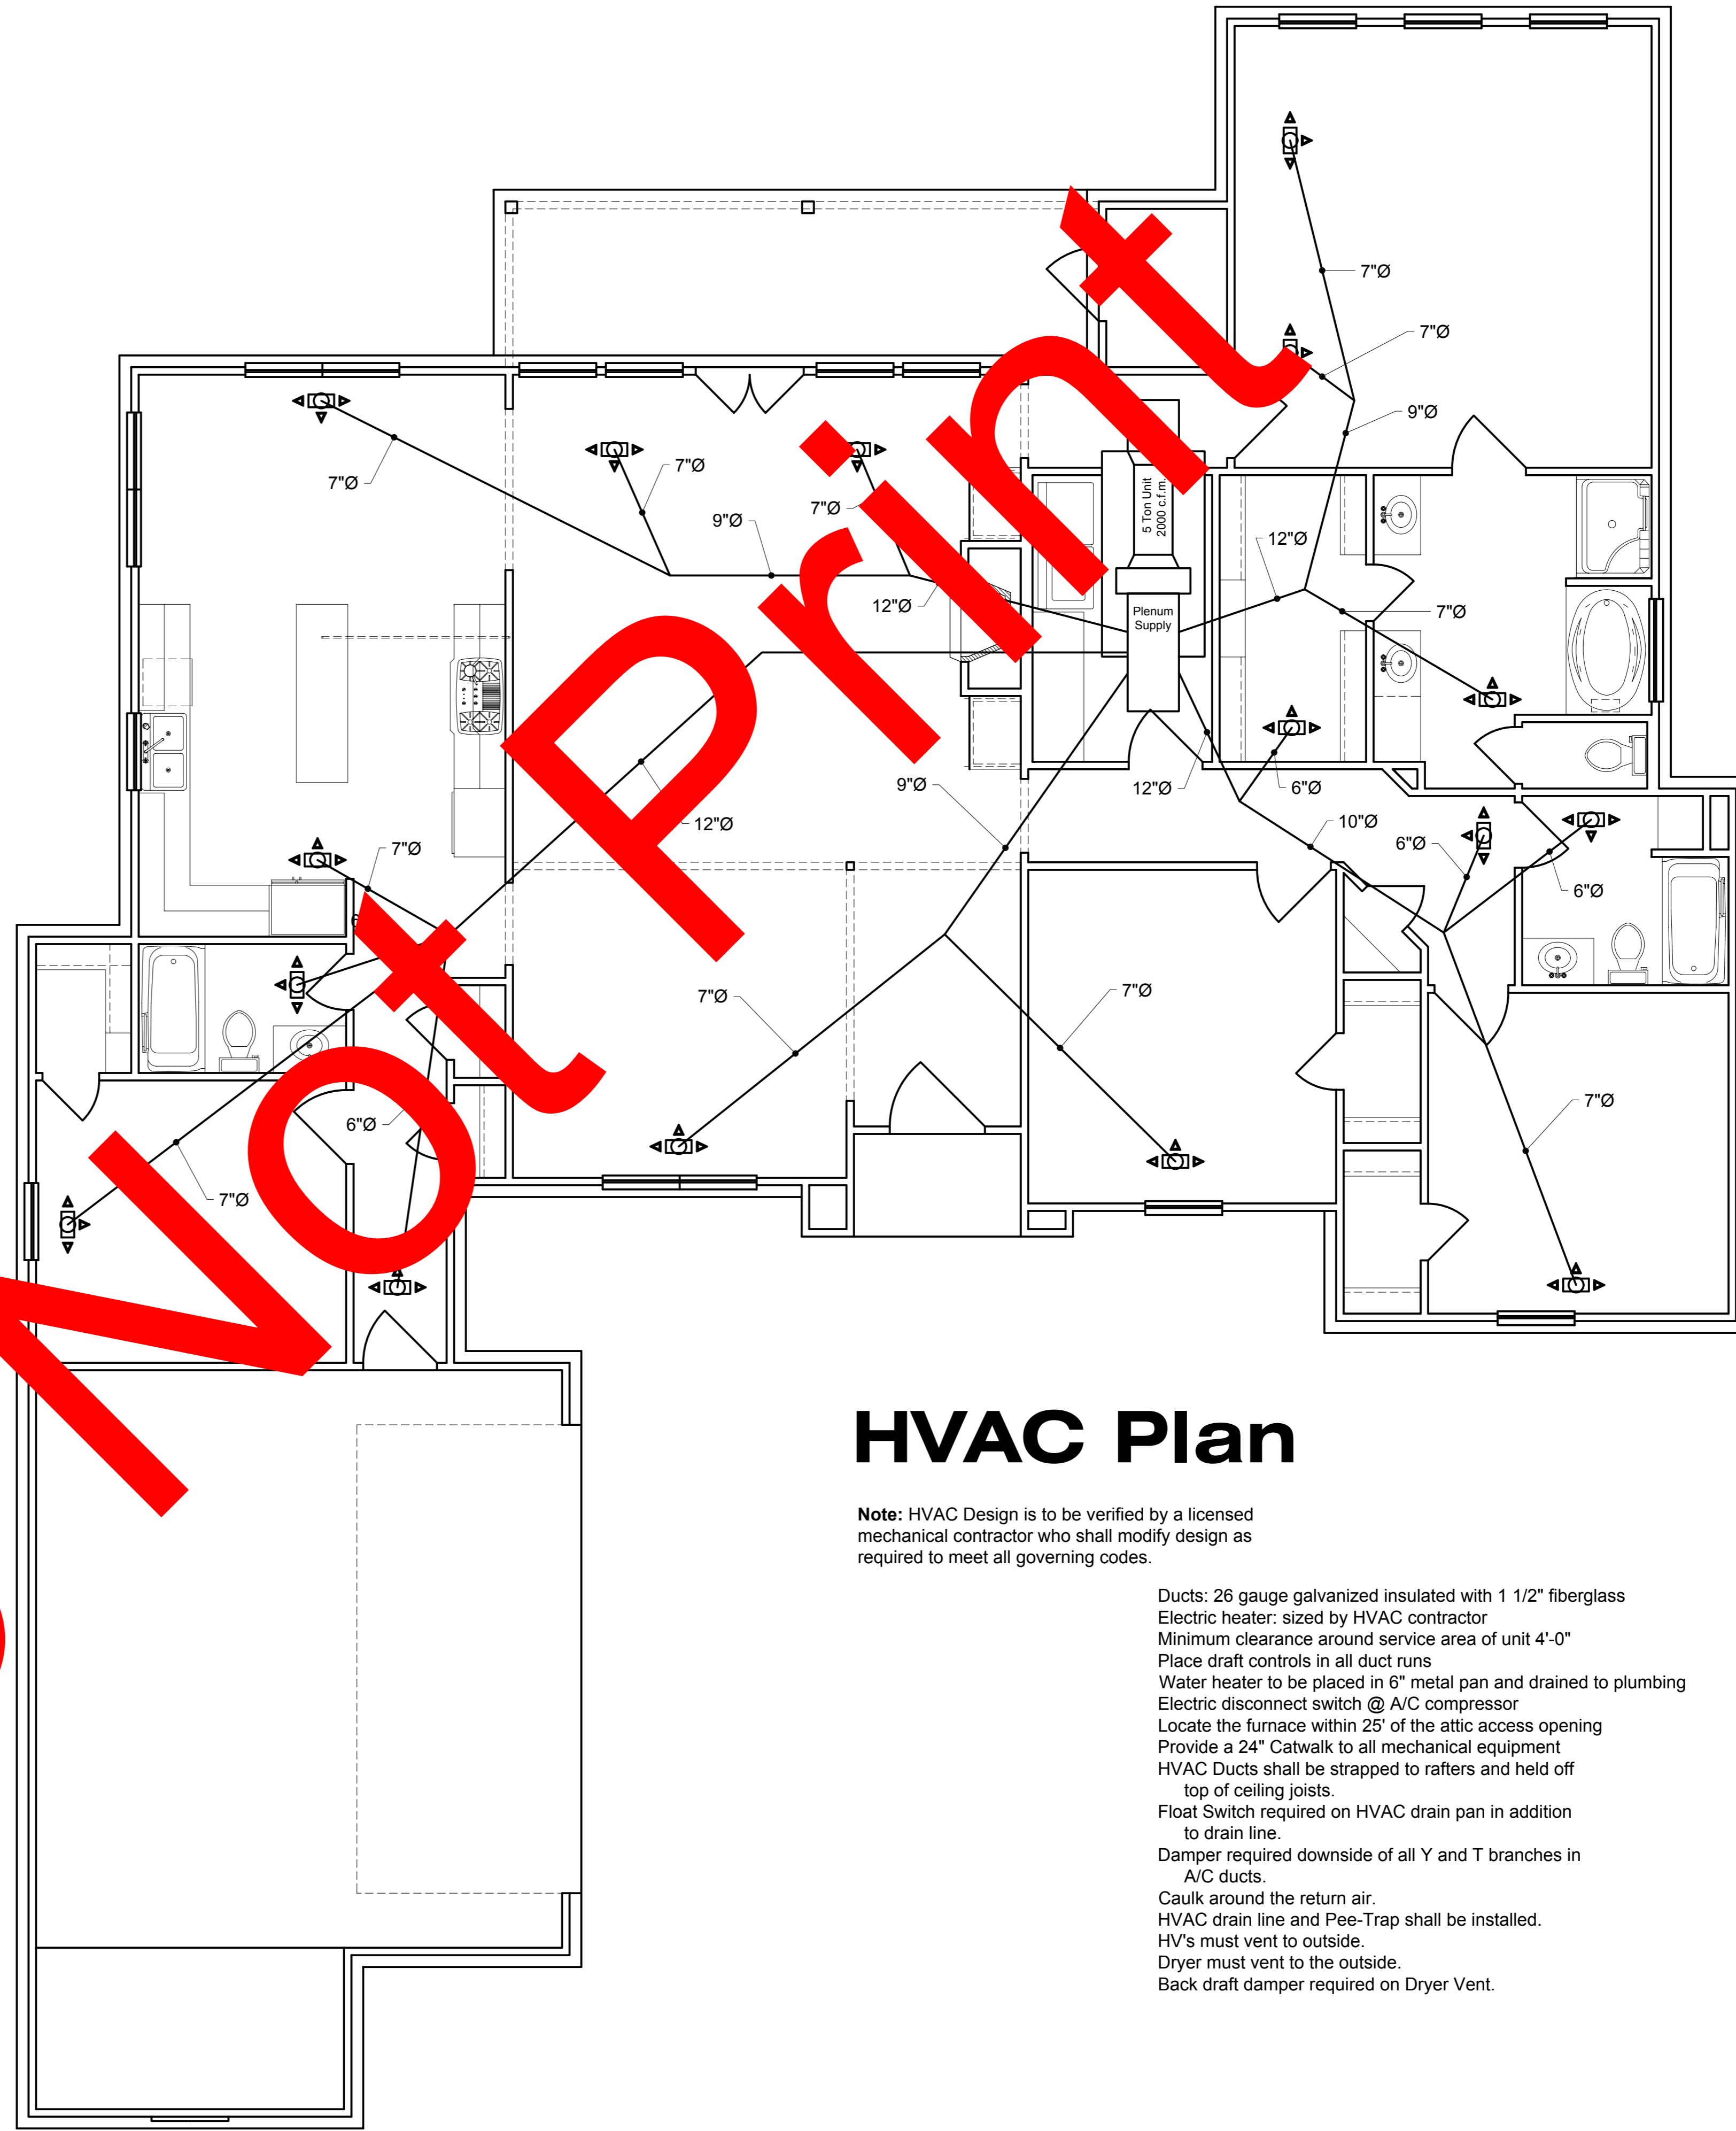 7"Ø
7"Ø
9"Ø
7"Ø
7"Ø
9"Ø
7"Ø
5 Ton Unit
2000 c.f.m.
12"Ø
12"Ø
Plenum
Supply
7"Ø
9"Ø
12"Ø
6"Ø
12"Ø
10"Ø
7"Ø
6"Ø
6"Ø
7"Ø
7"Ø
7"Ø
6"Ø
7"Ø
Not Print
HVAC Plan
Note: HVAC Design is to be verified by a licensed
mechanical contractor who shall modify design as
required to meet all governing codes.
Ducts: 26 gauge galvanized insulated with 1 1/2" fiberglass
Electric heater: sized by HVAC contractor
Minimum clearance around service area of unit 4'-0"
Place draft controls in all duct runs
Water heater to be placed in 6" metal pan and drained to plumbing
Electric disconnect switch @ A/C compressor
Locate the furnace within 25' of the attic access opening
Provide a 24" Catwalk to all mechanical equipment
HVAC Ducts shall be strapped to rafters and held off
top of ceiling joists.
Float Switch required on HVAC drain pan in addition
to drain line.
Damper required downside of all Y and T branches in
A/C ducts.
Caulk around the return air.
HVAC drain line and Pee-Trap shall be installed.
HV's must vent to outside.
Dryer must vent to the outside.
Back draft damper required on Dryer Vent.